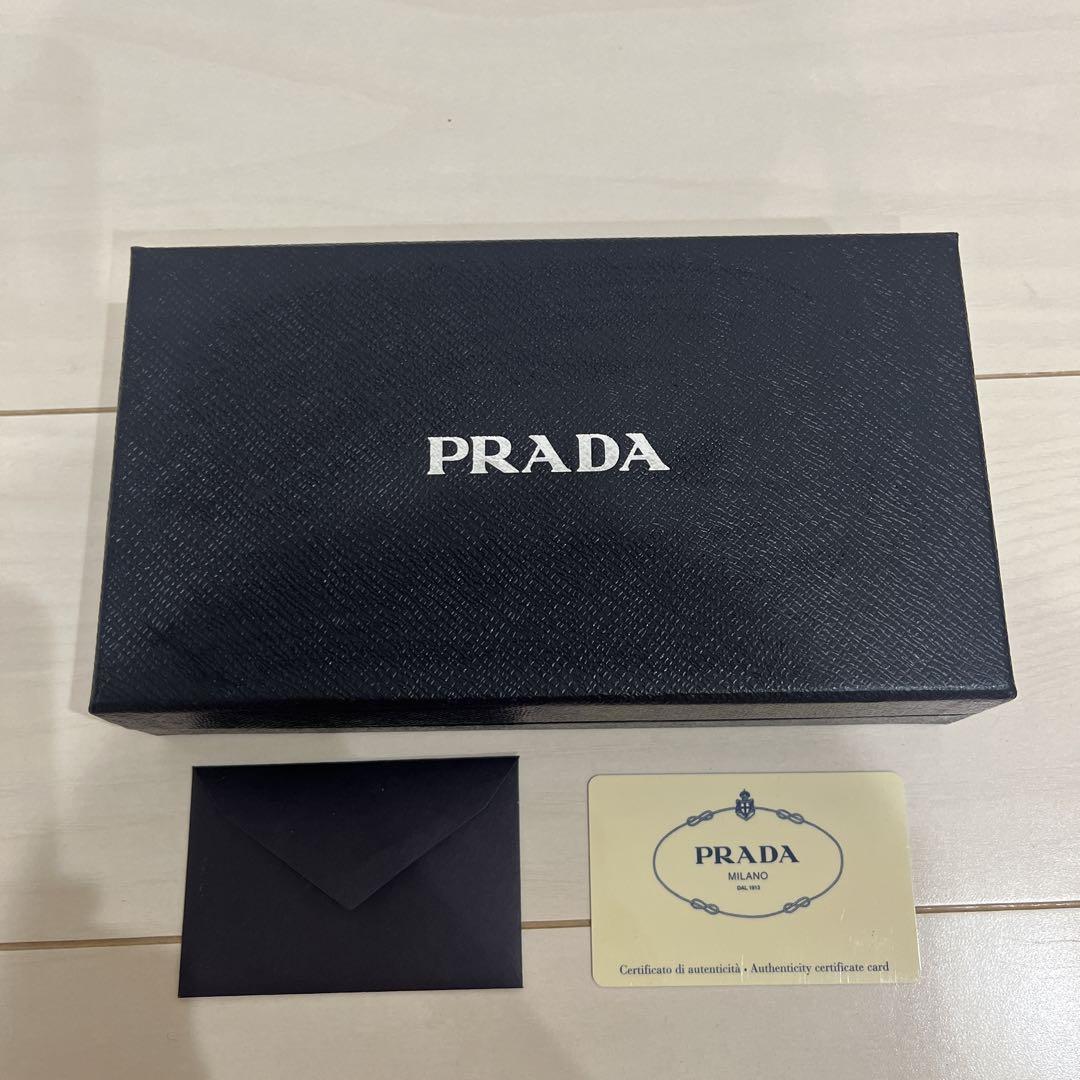 PRADA
PRADA
MILANO
DAL 1913
Certificato di autenticità • Authenticity certificate card